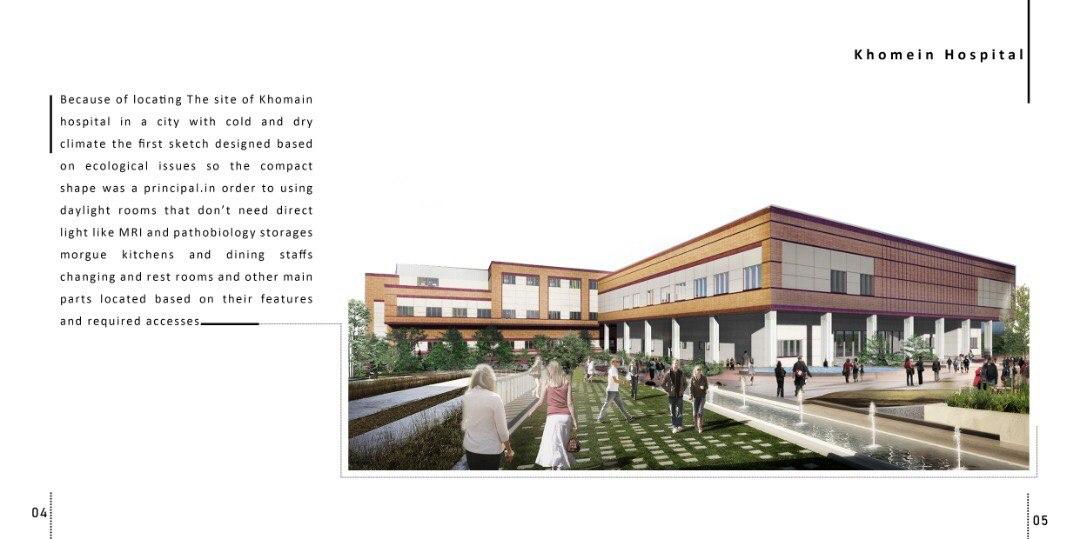 Khomein Hospital
Because of locating The site of Khomain
hospital in a city with cold and dry
climate the first sketch designed based
on ecological issues so the compact
shape was a principal.in order to using
daylight rooms that don't need direct
light like MRI and pathobiology storages
morgue kitchens and dining staffs
changing and rest rooms and other main
parts located based on their features
and required accesses
04
05